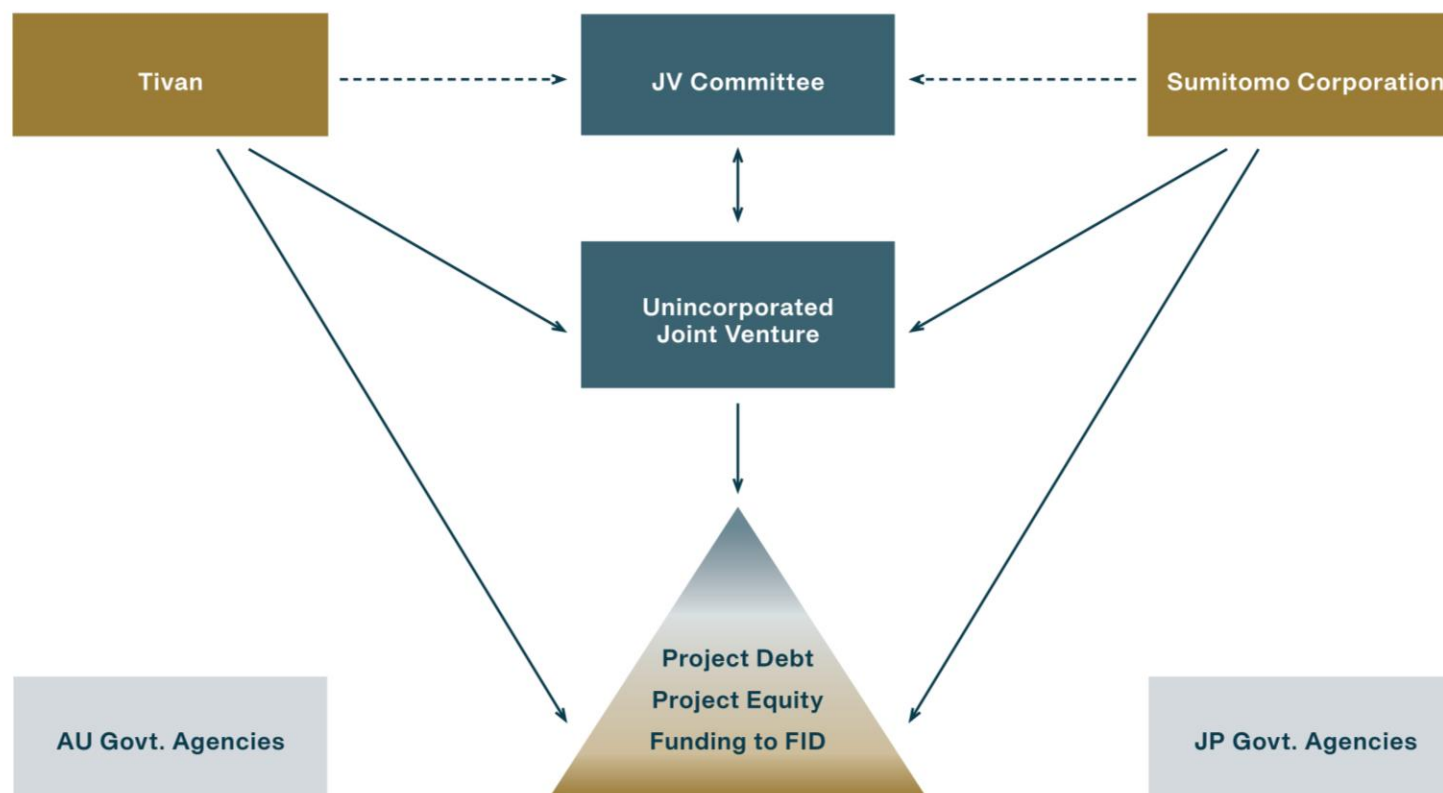 Tivan
JV Committee
Sumitomo Corporation
Unincorporated
Joint Venture
Project Debt
Project Equity
Funding to FID
AU Govt. Agencies
JP Govt. Agencies